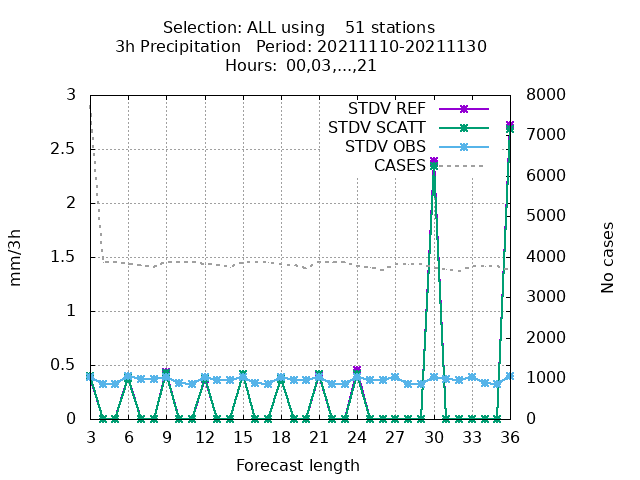 Selection: ALL using    51 stations
3h Precipitation   Period: 20211110-20211130
Hours:  00,03,...,21
STDV REF
STDV SCATT
STDV OBS
CASES
3
2.5
2
1.5
1
0.5
0
mm/3h
8000
7000
6000
5000
4000
3000
2000
1000
0
No cases
3 6 9 12 15 18 21 24 27 30 33 36
Forecast length